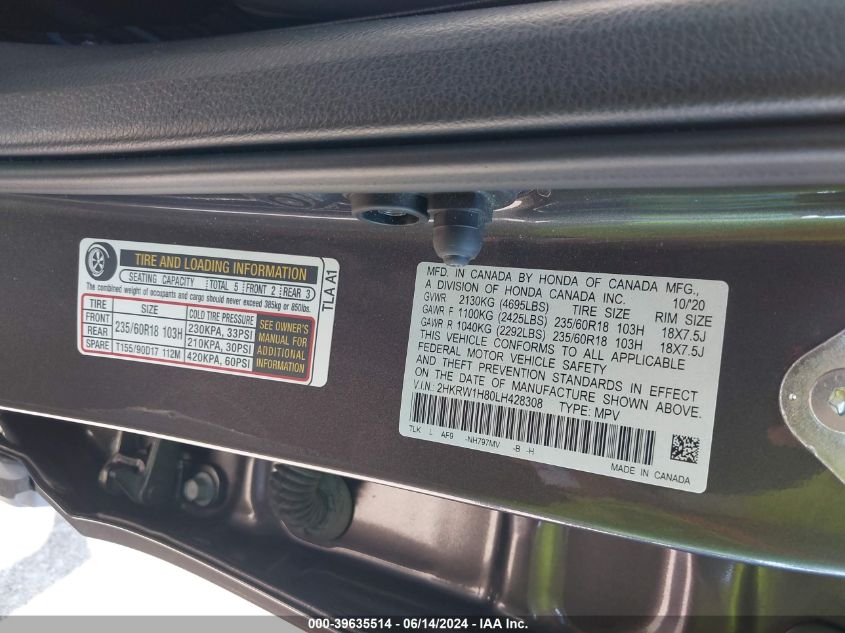 TIRE AND LOADING INFORMATION
SEATING CAPACITY TOTAL 5 FRONT 2 REAR 3
The combined weight of occupants and cargo should never exceed 385kg or 850lbs.
TIRE SIZE COLD TIRE PRESSURE
FRONT 235/60R18 103H 230KPA, 33PSI
REAR 210KPA, 30PSI
SPARE T155/90D17 112M 420KPA, 60PSI
SEE OWNER'S
MANUAL FOR
ADDITIONAL
INFORMATION
TLA A1
MFD. IN CANADA BY HONDA OF CANADA MFG.,
A DIVISION OF HONDA CANADA INC. 10/'20
GVWR 2130KG (4695LBS) TIRE SIZE RIM SIZE
GAWR F 1100KG (2425LBS) 235/60R18 103H 18X7.5J
GAWR R 1040KG (2292LBS) 235/60R18 103H 18X7.5J
THIS VEHICLE CONFORMS TO ALL APPLICABLE
FEDERAL MOTOR VEHICLE SAFETY
AND THEFT PREVENTION STANDARDS IN EFFECT
ON THE DATE OF MANUFACTURE SHOWN ABOVE.
V.I.N: 2HKRW1H80LH428308 TYPE: MPV
TLK L AF9 -NH797MV -B -H
MADE IN CANADA
000-39635514 - 06/14/2024 - IAA Inc.